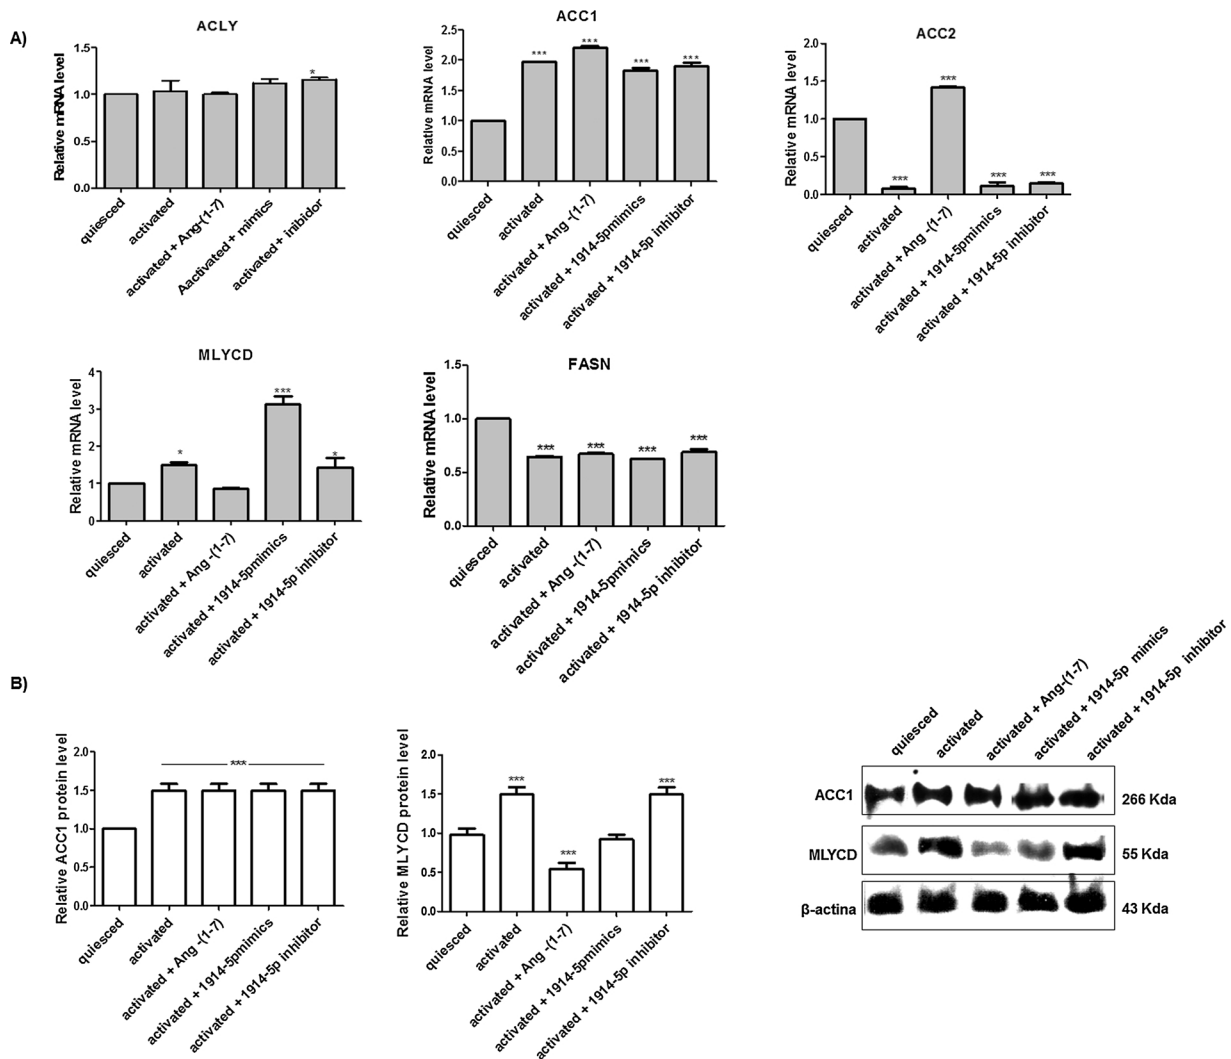 A)
ACLY
Relative mRNA level
1.5
1.0
0.5
0.0
*
quiesced
activated
activated + Ang-(1-7)
Aactivated + mimics
activated + inibidor
ACC1
Relative mRNA level
2.5
2.0
1.5
1.0
0.5
0.0
***
***
***
***
quiesced
activated
activated + Ang -(1-7)
activated + 1914-5pmimics
activated + 1914-5p inhibitor
ACC2
Relative mRNA level
2.0
1.5
1.0
0.5
0.0
***
***
***
***
quiesced
activated
activated + Ang -(1-7)
activated + 1914-5pmimics
activated + 1914-5p inhibitor
MLYCD
Relative mRNA level
4
3
2
1
0
*
***
*
quiesced
activated
activated + Ang -(1-7)
activated + 1914-5pmimics
activated + 1914-5p inhibitor
FASN
Relative mRNA level
1.5
1.0
0.5
0.0
***
***
***
***
quiesced
activated
activated + Ang -(1-7)
activated + 1914-5pmimics
activated + 1914-5p inhibitor
B)
Relative ACC1 protein level
2.0
1.5
1.0
0.5
0.0
***
quiesced
activated
activated + Ang -(1-7)
activated + 1914-5pmimics
activated + 1914-5p inhibitor
Relative MLYCD protein level
2.0
1.5
1.0
0.5
0.0
***
***
***
quiesced
activated
activated + Ang -(1-7)
activated + 1914-5pmimics
activated + 1914-5p inhibitor
quiesced
activated
activated + Ang-(1-7)
activated + 1914-5p mimics
activated + 1914-5p inhibitor
ACC1 266 Kda
MLYCD 55 Kda
β-actina 43 Kda